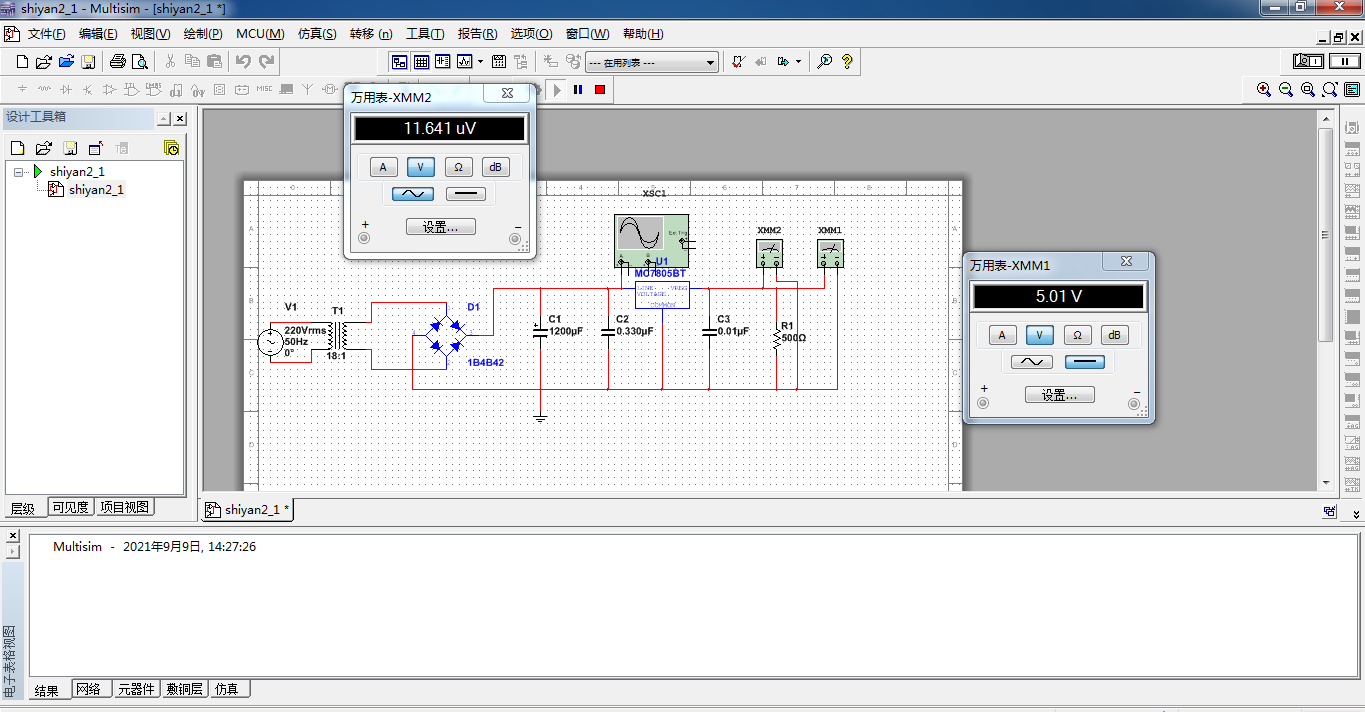 shiyan2_1 - Multisim - [shiyan2_1 *]
文件(F) 编辑(E) 视图(V) 绘制(P) MCU(M) 仿真(S) 转移 (n) 工具(T) 报告(R) 选项(O) 窗口(W) 帮助(H)
--- 在用列表 ---
MISC
设计工具箱
shiyan2_1
shiyan2_1
层级 可见度 项目视图
万用表-XMM2
11.641 uV
A V Ω dB
设置...
+ −
XSC1
Ext Trig
A B
XMM2 XMM1
U1
MC7805BT
LINE VREG
VOLTAGE
COMMON
V1
220Vrms
50Hz
0°
T1
18:1
D1
1B4B42
C1
1200µF
C2
0.330µF
C3
0.01µF
R1
500Ω
万用表-XMM1
5.01 V
A V Ω dB
设置...
+ −
shiyan2_1 *
Multisim - 2021年9月9日, 14:27:26
电子表格视图
结果 网络 元器件 敷铜层 仿真